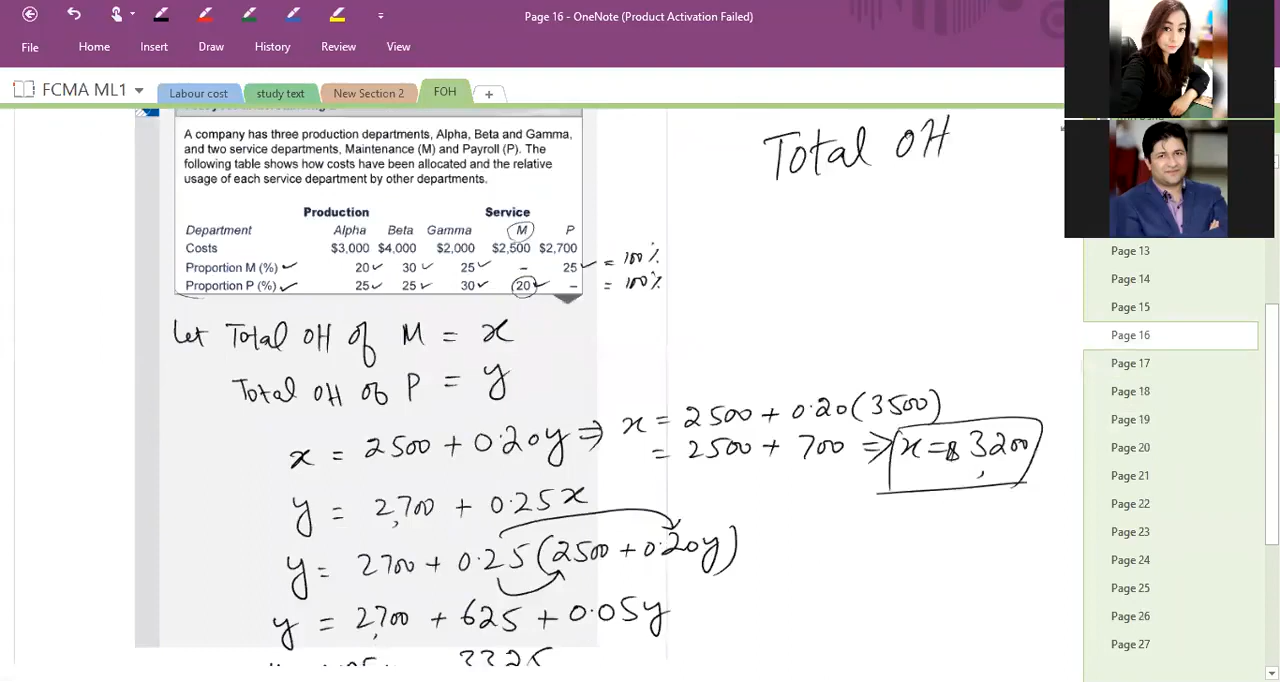 Page 16 - OneNote (Product Activation Failed)
File Home Insert Draw History Review View
FCMA ML1 Labour cost study text New Section 2 FOH +
A company has three production departments, Alpha, Beta and Gamma,
and two service departments, Maintenance (M) and Payroll (P). The
following table shows how costs have been allocated and the relative
usage of each service department by other departments.
Production Service
Department Alpha Beta Gamma M P
Costs $3,000 $4,000 $2,000 $2,500 $2,700
Proportion M (%) 20 30 25 – 25 = 100%
Proportion P (%) 25 25 30 20 – = 100%
Let Total OH of M = x
Total OH of P = y
x = 2500 + 0.20y ⇒
y = 2,700 + 0.25x
y = 2700 + 0.25 (2500 + 0.20y)
y = 2,700 + 625 + 0.05y
3325
Total OH
x = 2500 + 0.20(3500)
= 2500 + 700 ⇒ x = $3,200
Page 13
Page 14
Page 15
Page 16
Page 17
Page 18
Page 19
Page 20
Page 21
Page 22
Page 23
Page 24
Page 25
Page 26
Page 27